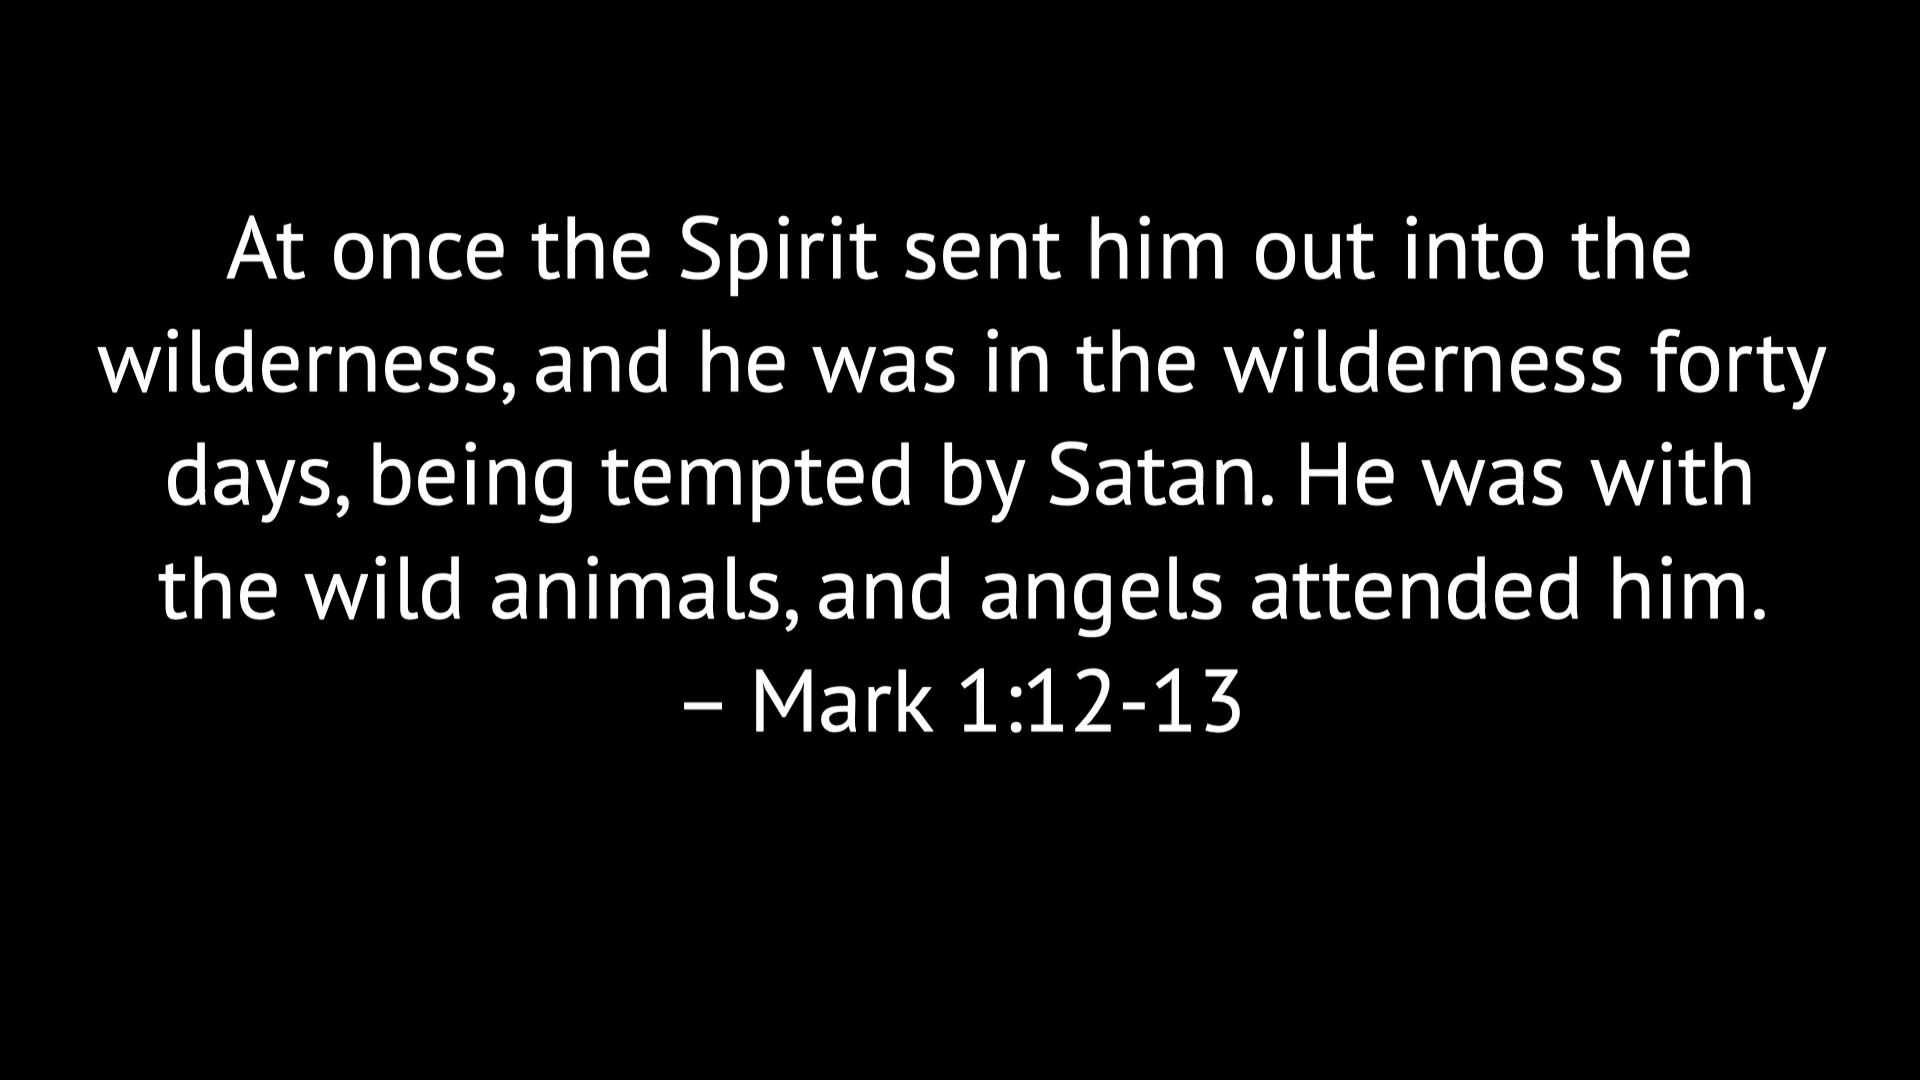 At once the Spirit sent him out into the
wilderness, and he was in the wilderness forty
days, being tempted by Satan. He was with
the wild animals, and angels attended him.
– Mark 1:12-13